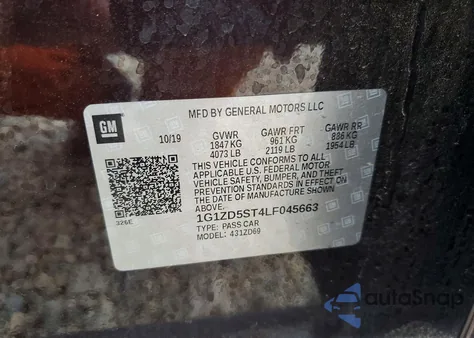 MFD BY GENERAL MOTORS LLC
GM
10/19 GVWR GAWR FRT GAWR RR
1847 KG 961 KG 836 KG
4073 LB 2119 LB 1954 LB
THIS VEHICLE CONFORMS TO ALL
APPLICABLE U.S. FEDERAL MOTOR
VEHICLE SAFETY, BUMPER, AND THEFT
PREVENTION STANDARDS IN EFFECT ON
THE DATE OF MANUFACTURE
SHOWN ABOVE.
1G1ZD5ST4LF045663
TYPE: PASS CAR
MODEL: 431ZD69
326E
autoSnap